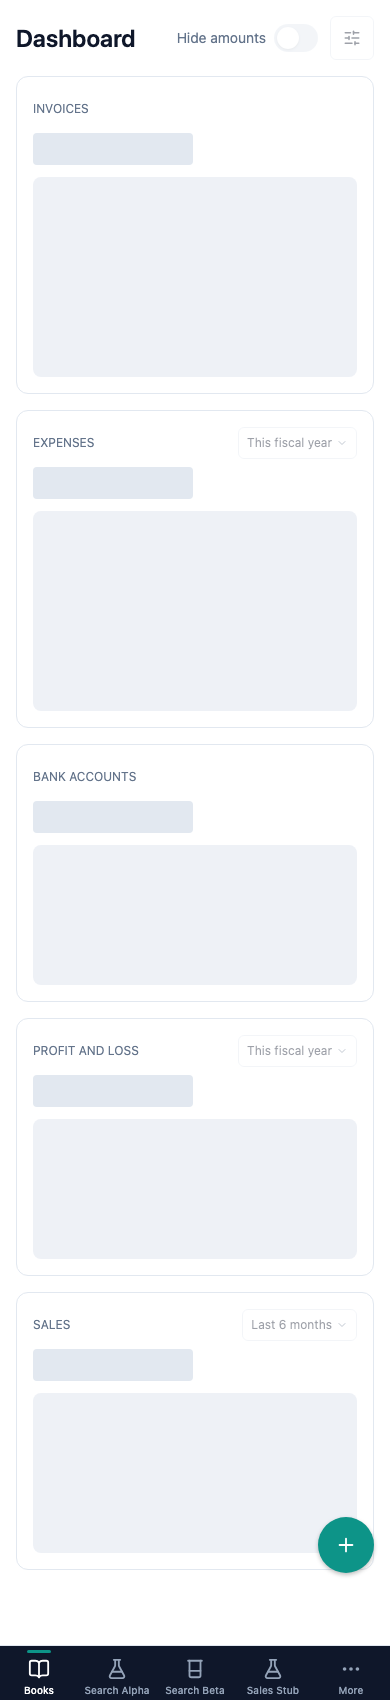 Dashboard
Hide amounts
INVOICES
EXPENSES
This fiscal year
BANK ACCOUNTS
PROFIT AND LOSS
This fiscal year
SALES
Last 6 months
Books
Search Alpha
Search Beta
Sales Stub
More